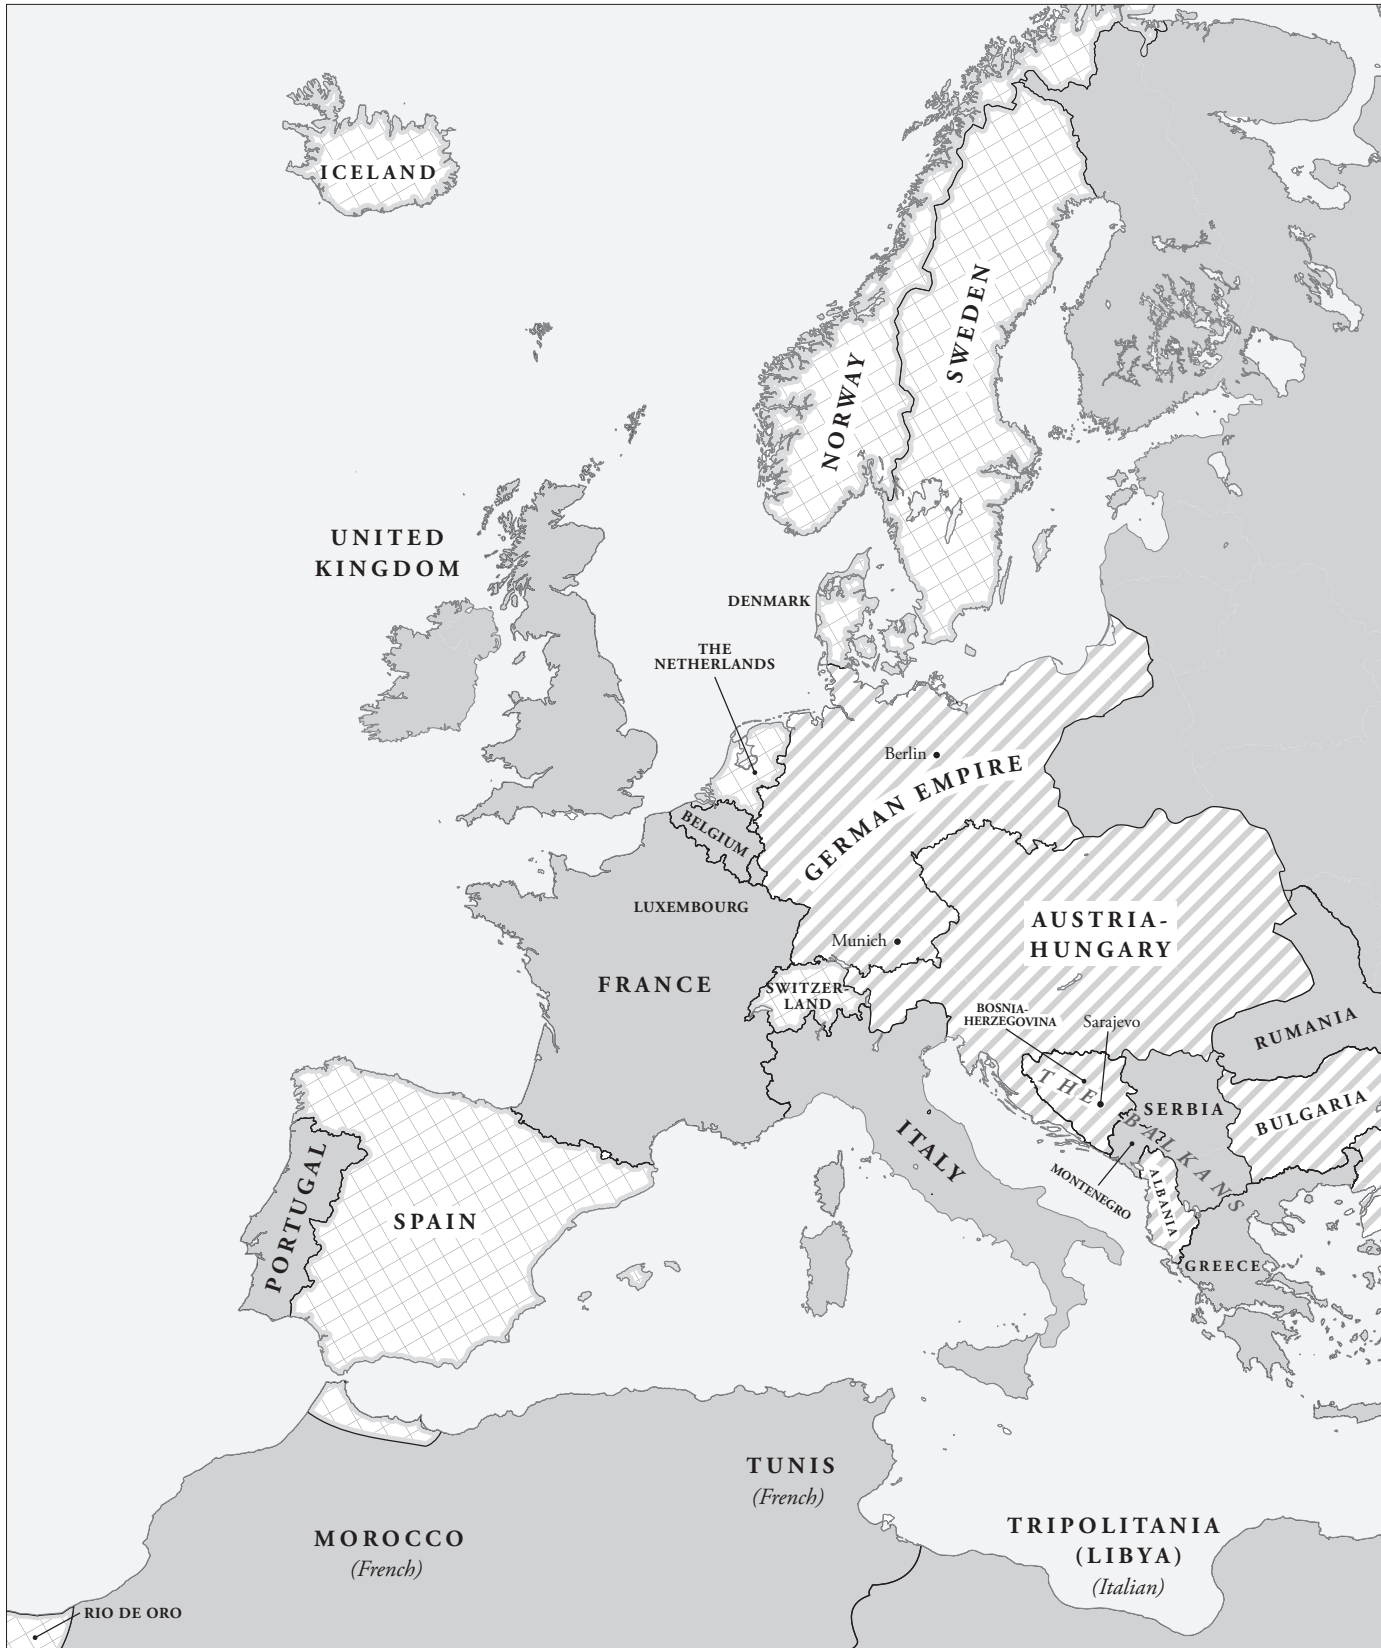 ICELAND
SWEDEN
NORWAY
UNITED
KINGDOM
DENMARK
THE
NETHERLANDS
Berlin
GERMAN EMPIRE
BELGIUM
LUXEMBOURG
AUSTRIA-
HUNGARY
Munich
FRANCE
SWITZER-
LAND
BOSNIA-
HERZEGOVINA
Sarajevo
RUMANIA
THE BALKANS
SERBIA
BULGARIA
ITALY
PORTUGAL
SPAIN
MONTENEGRO
ALBANIA
GREECE
TUNIS
(French)
MOROCCO
(French)
TRIPOLITANIA
(LIBYA)
(Italian)
RIO DE ORO